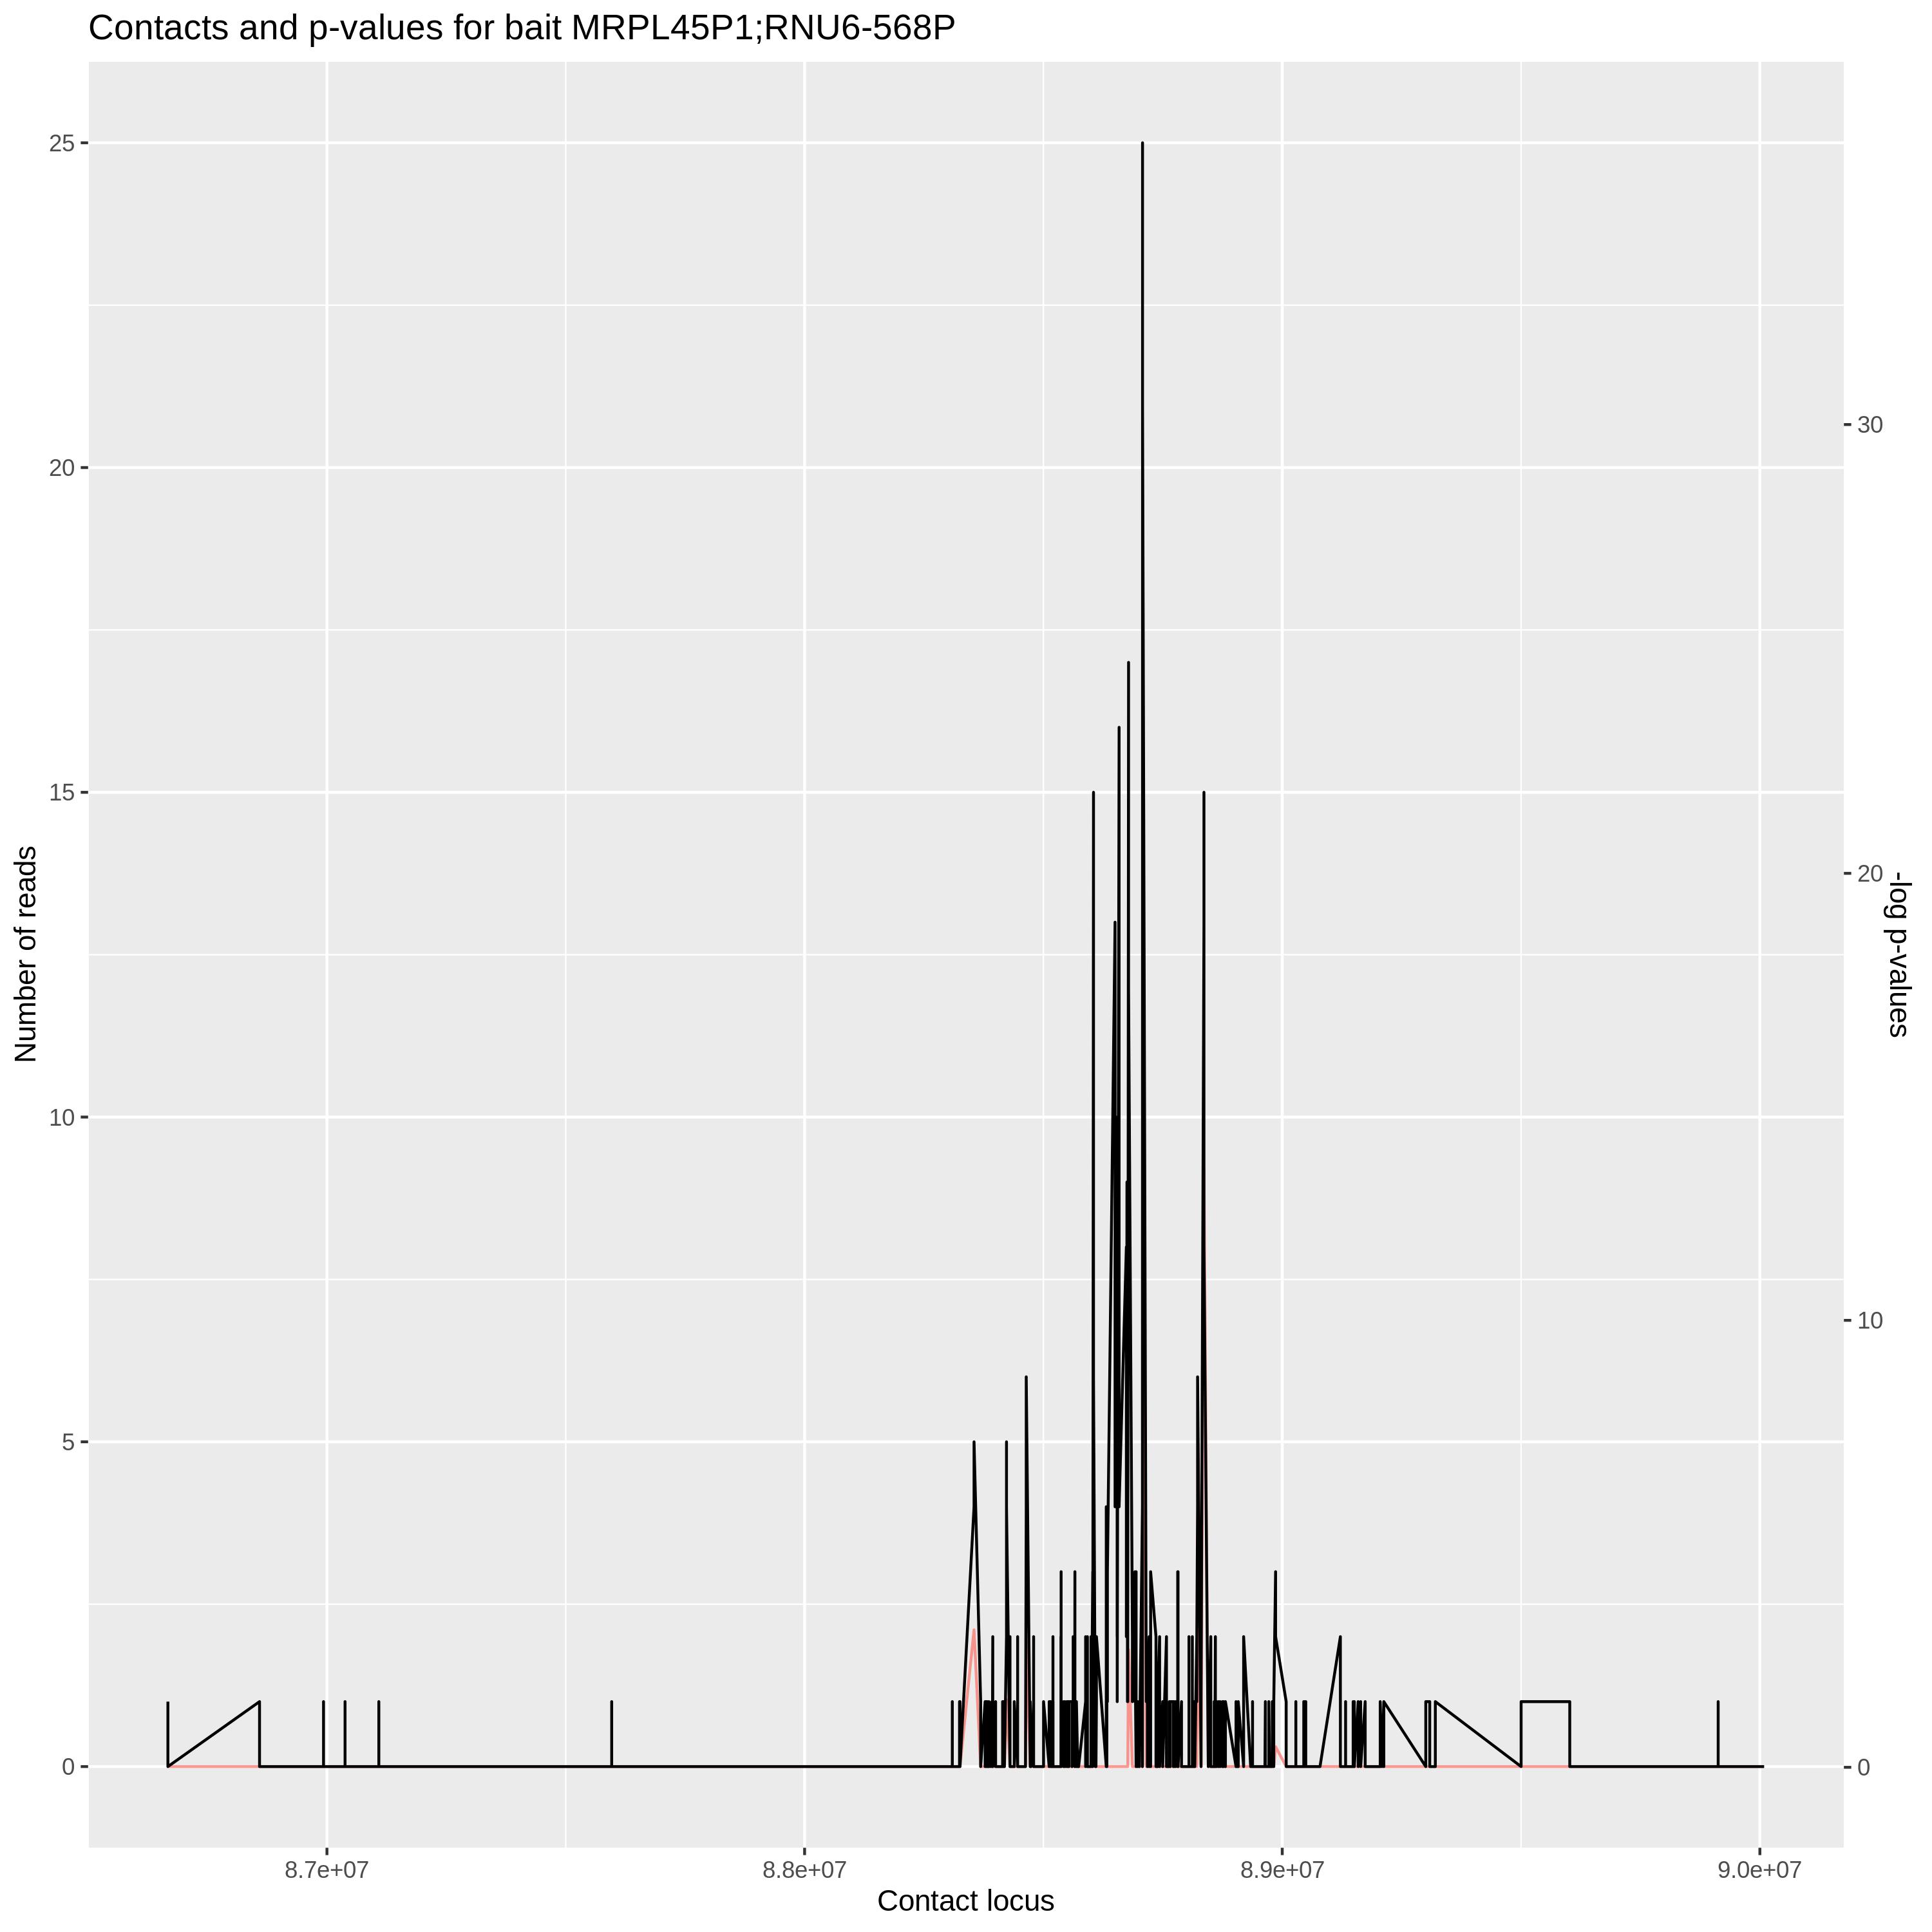 Contacts and p-values for bait MRPL45P1;RNU6-568P
25
20
15
10
5
0
Number of reads
30
20
10
0
-log p-values
8.7e+07
8.8e+07
8.9e+07
9.0e+07
Contact locus